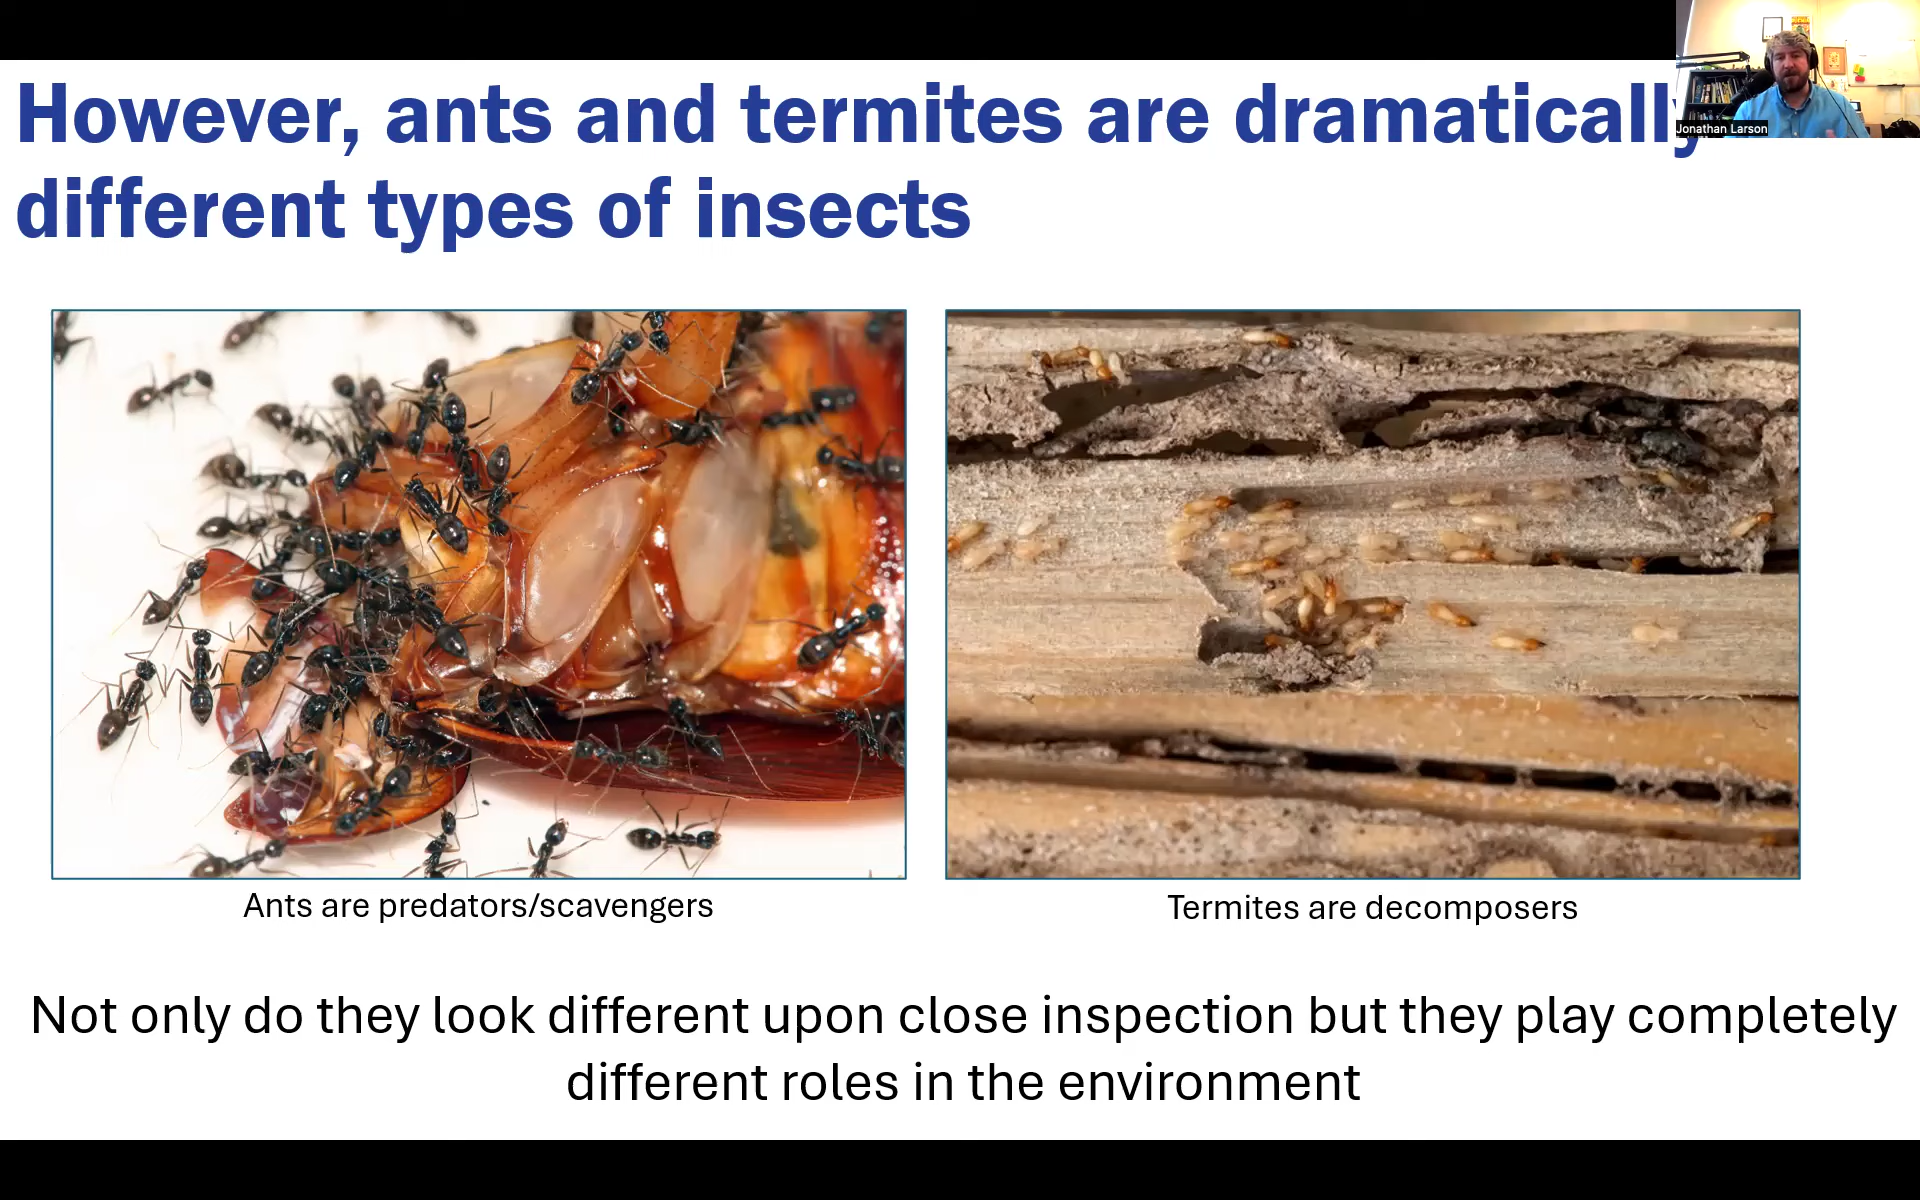 However, ants and termites are dramatically
different types of insects
Jonathan Larson
Ants are predators/scavengers
Termites are decomposers
Not only do they look different upon close inspection but they play completely
different roles in the environment